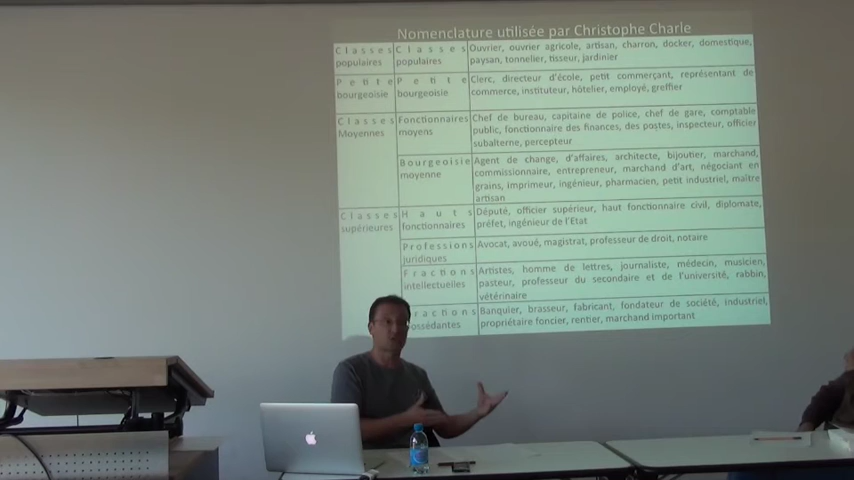 Nomenclature utilisée par Christophe Charle
Classes populaires
Classes populaires
Ouvrier, ouvrier agricole, artisan, charron, docker, domestique,
paysan, tonnelier, tisseur, jardinier
Petite bourgeoisie
Petite bourgeoisie
Clerc, directeur d'école, petit commerçant, représentant de
commerce, instituteur, hôtelier, employé, greffier
Classes Moyennes
Fonctionnaires moyens
Chef de bureau, capitaine de police, chef de gare, comptable
public, fonctionnaire des finances, des postes, inspecteur, officier
subalterne, percepteur
Bourgeoisie moyenne
Agent de change, d'affaires, architecte, bijoutier, marchand,
commissionnaire, entrepreneur, marchand d'art, négociant en
grains, imprimeur, ingénieur, pharmacien, petit industriel, maître
artisan
Classes supérieures
Hauts fonctionnaires
Député, officier supérieur, haut fonctionnaire civil, diplomate,
préfet, ingénieur de l'Etat
Professions juridiques
Avocat, avoué, magistrat, professeur de droit, notaire
Fractions intellectuelles
Artistes, homme de lettres, journaliste, médecin, musicien,
pasteur, professeur du secondaire et de l'université, rabbin,
vétérinaire
ractions ossédantes
Banquier, brasseur, fabricant, fondateur de société, industriel,
propriétaire foncier, rentier, marchand important